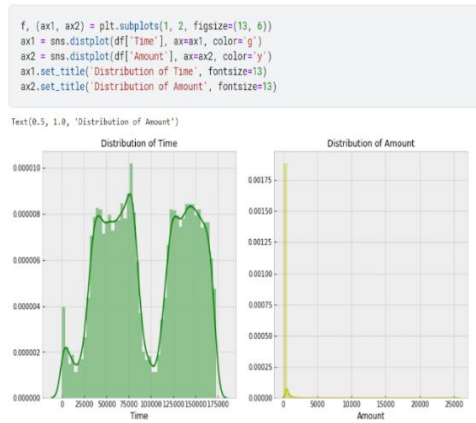 f, (ax1, ax2) = plt.subplots(1, 2, figsize=(13, 6))
ax1 = sns.distplot(df['Time'], ax=ax1, color='g')
ax2 = sns.distplot(df['Amount'], ax=ax2, color='y')
ax1.set_title('Distribution of Time', fontsize=13)
ax2.set_title('Distribution of Amount', fontsize=13)
Text(0.5, 1.0, 'Distribution of Amount')
Distribution of Time
0.000010
0.000008
0.000006
0.000004
0.000002
0.000000
0 25000 50000 75000 100000 125000 150000 175000
Time
Distribution of Amount
0.00175
0.00150
0.00125
0.00100
0.00075
0.00050
0.00025
0.00000
0 5000 10000 15000 20000 25000
Amount